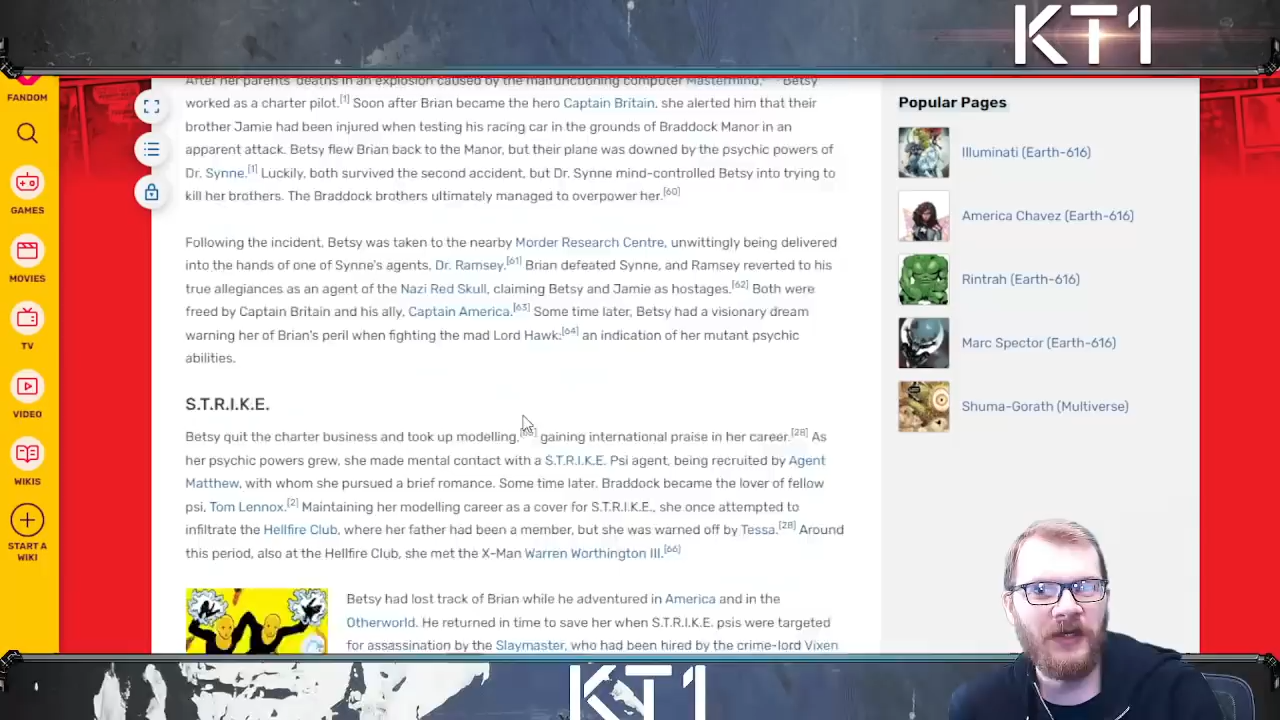 KT1
FANDOM
GAMES
MOVIES
TV
VIDEO
WIKIS
START A
WIKI
After her parents' deaths in an explosion caused by the malfunctioning computer Mastermind, Betsy
worked as a charter pilot.[1] Soon after Brian became the hero Captain Britain, she alerted him that their
brother Jamie had been injured when testing his racing car in the grounds of Braddock Manor in an
apparent attack. Betsy flew Brian back to the Manor, but their plane was downed by the psychic powers of
Dr. Synne.[1] Luckily, both survived the second accident, but Dr. Synne mind-controlled Betsy into trying to
kill her brothers. The Braddock brothers ultimately managed to overpower her.[60]
Following the incident, Betsy was taken to the nearby Morder Research Centre, unwittingly being delivered
into the hands of one of Synne's agents, Dr. Ramsey.[61] Brian defeated Synne, and Ramsey reverted to his
true allegiances as an agent of the Nazi Red Skull, claiming Betsy and Jamie as hostages.[62] Both were
freed by Captain Britain and his ally, Captain America.[63] Some time later, Betsy had a visionary dream
warning her of Brian's peril when fighting the mad Lord Hawk;[64] an indication of her mutant psychic
abilities.
S.T.R.I.K.E.
Betsy quit the charter business and took up modelling, gaining international praise in her career.[28] As
her psychic powers grew, she made mental contact with a S.T.R.I.K.E. Psi agent, being recruited by Agent
Matthew, with whom she pursued a brief romance. Some time later. Braddock became the lover of fellow
psi, Tom Lennox.[2] Maintaining her modelling career as a cover for S.T.R.I.K.E., she once attempted to
infiltrate the Hellfire Club, where her father had been a member, but she was warned off by Tessa.[28] Around
this period, also at the Hellfire Club, she met the X-Man Warren Worthington III.[66]
Betsy had lost track of Brian while he adventured in America and in the
Otherworld. He returned in time to save her when S.T.R.I.K.E. psis were targeted
for assassination by the Slaymaster, who had been hired by the crime-lord Vixen
Popular Pages
Illuminati (Earth-616)
America Chavez (Earth-616)
Rintrah (Earth-616)
Marc Spector (Earth-616)
Shuma-Gorath (Multiverse)
KT1